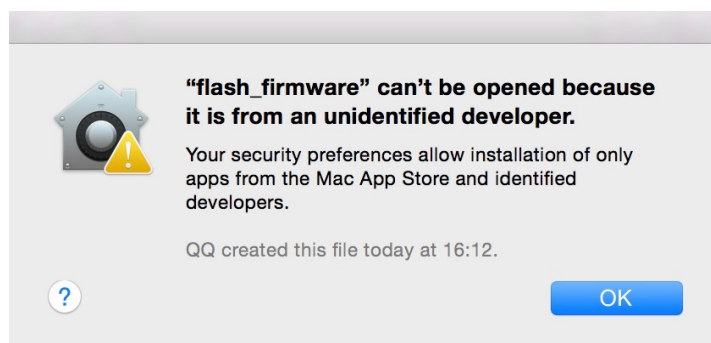 “flash_firmware” can’t be opened because
it is from an unidentified developer.
Your security preferences allow installation of only
apps from the Mac App Store and identified
developers.
QQ created this file today at 16:12.
?
OK